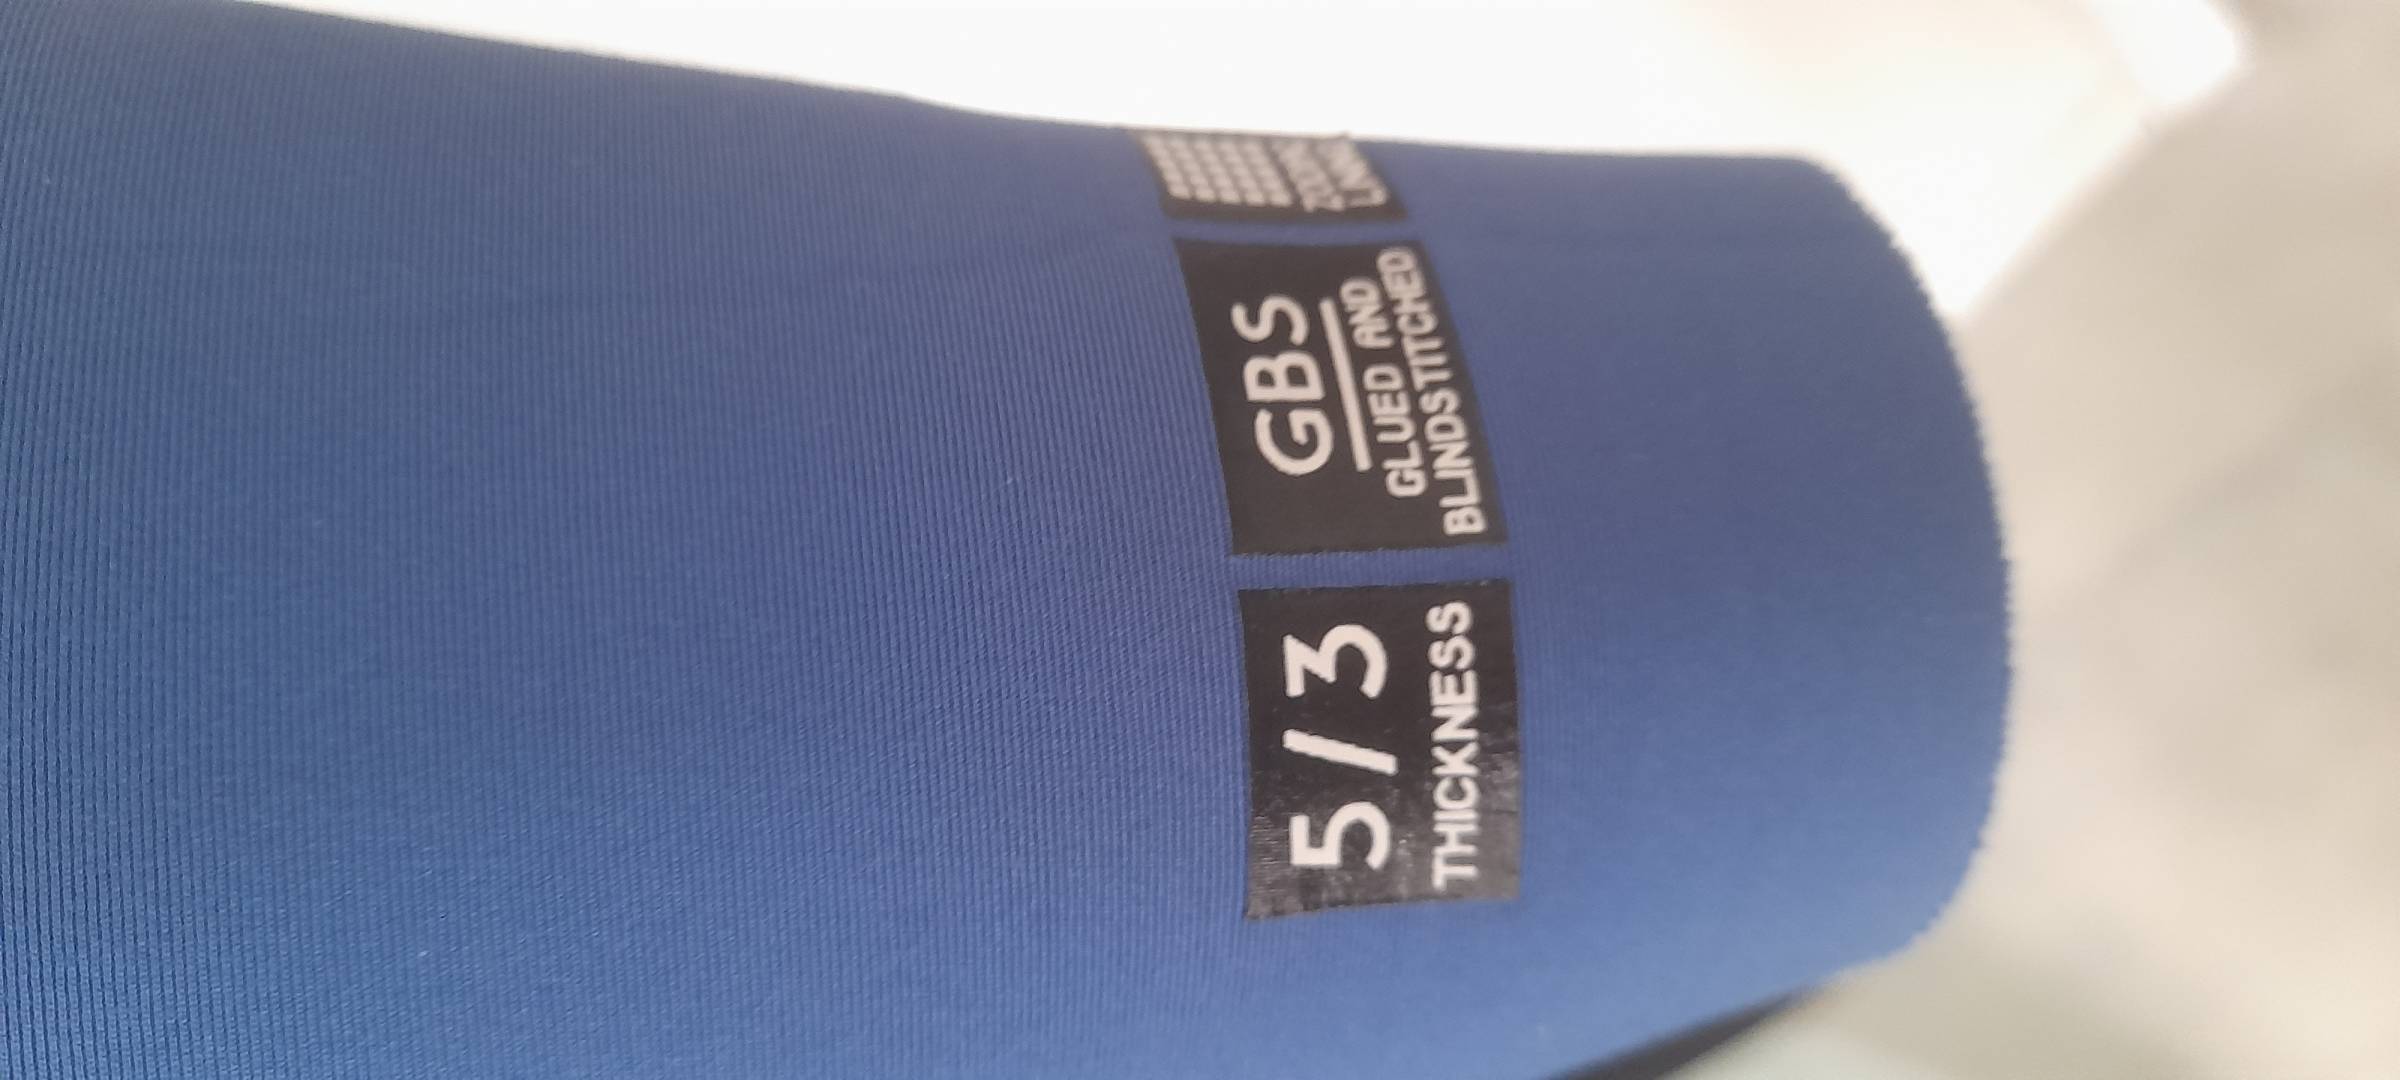 5/3
THICKNESS
GBS
GLUED AND
BLINDSTITCHED